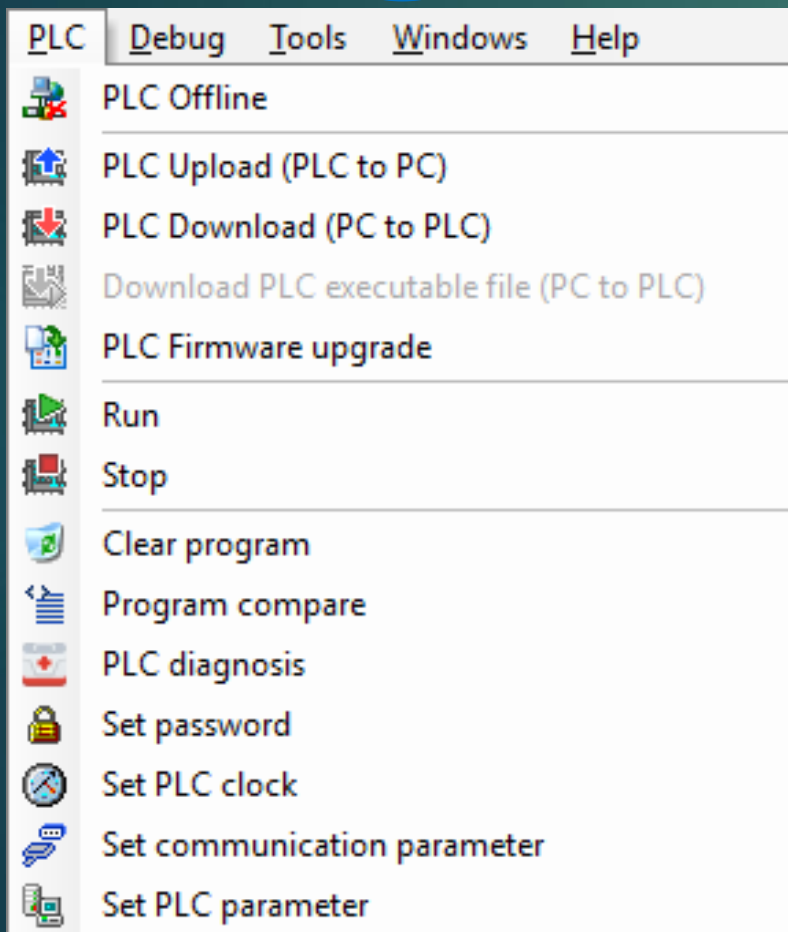 PLC Debug Tools Windows Help
PLC Offline
PLC Upload (PLC to PC)
PLC Download (PC to PLC)
Download PLC executable file (PC to PLC)
PLC Firmware upgrade
Run
Stop
Clear program
Program compare
PLC diagnosis
Set password
Set PLC clock
Set communication parameter
Set PLC parameter